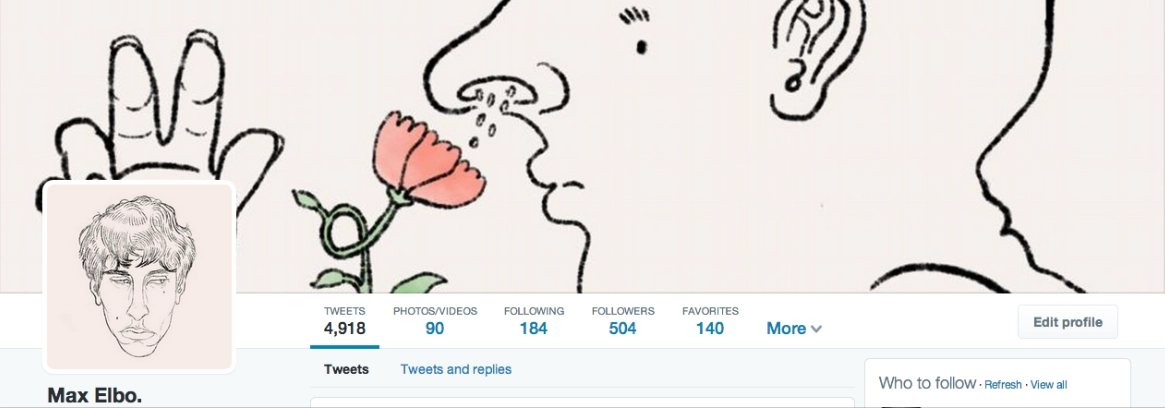 TWEETS PHOTOS/VIDEOS FOLLOWING FOLLOWERS FAVORITES
4,918 90 184 504 140 More Edit profile
Tweets Tweets and replies
Who to follow · Refresh · View all
Max Elbo.